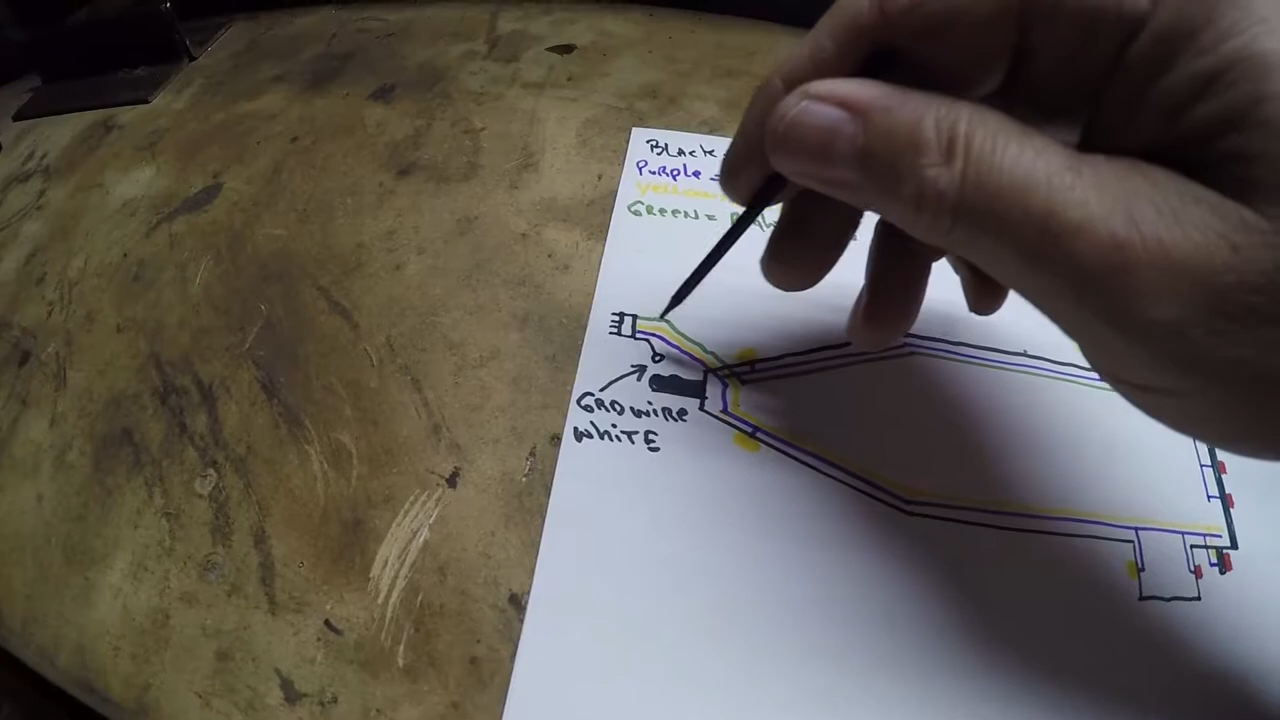 BLACK
PURPLE =
YELLOW
GREEN =
GRD WIRE
WHITE